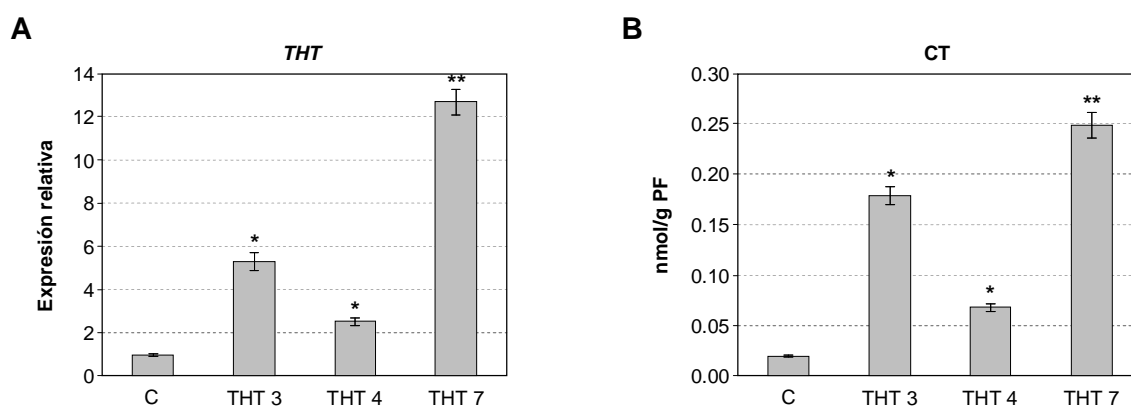 A
THT
Expresión relativa
14
12
10
8
6
4
2
0
*
*
**
C THT 3 THT 4 THT 7
B
CT
nmol/g PF
0.30
0.25
0.20
0.15
0.10
0.05
0.00
*
*
**
C THT 3 THT 4 THT 7